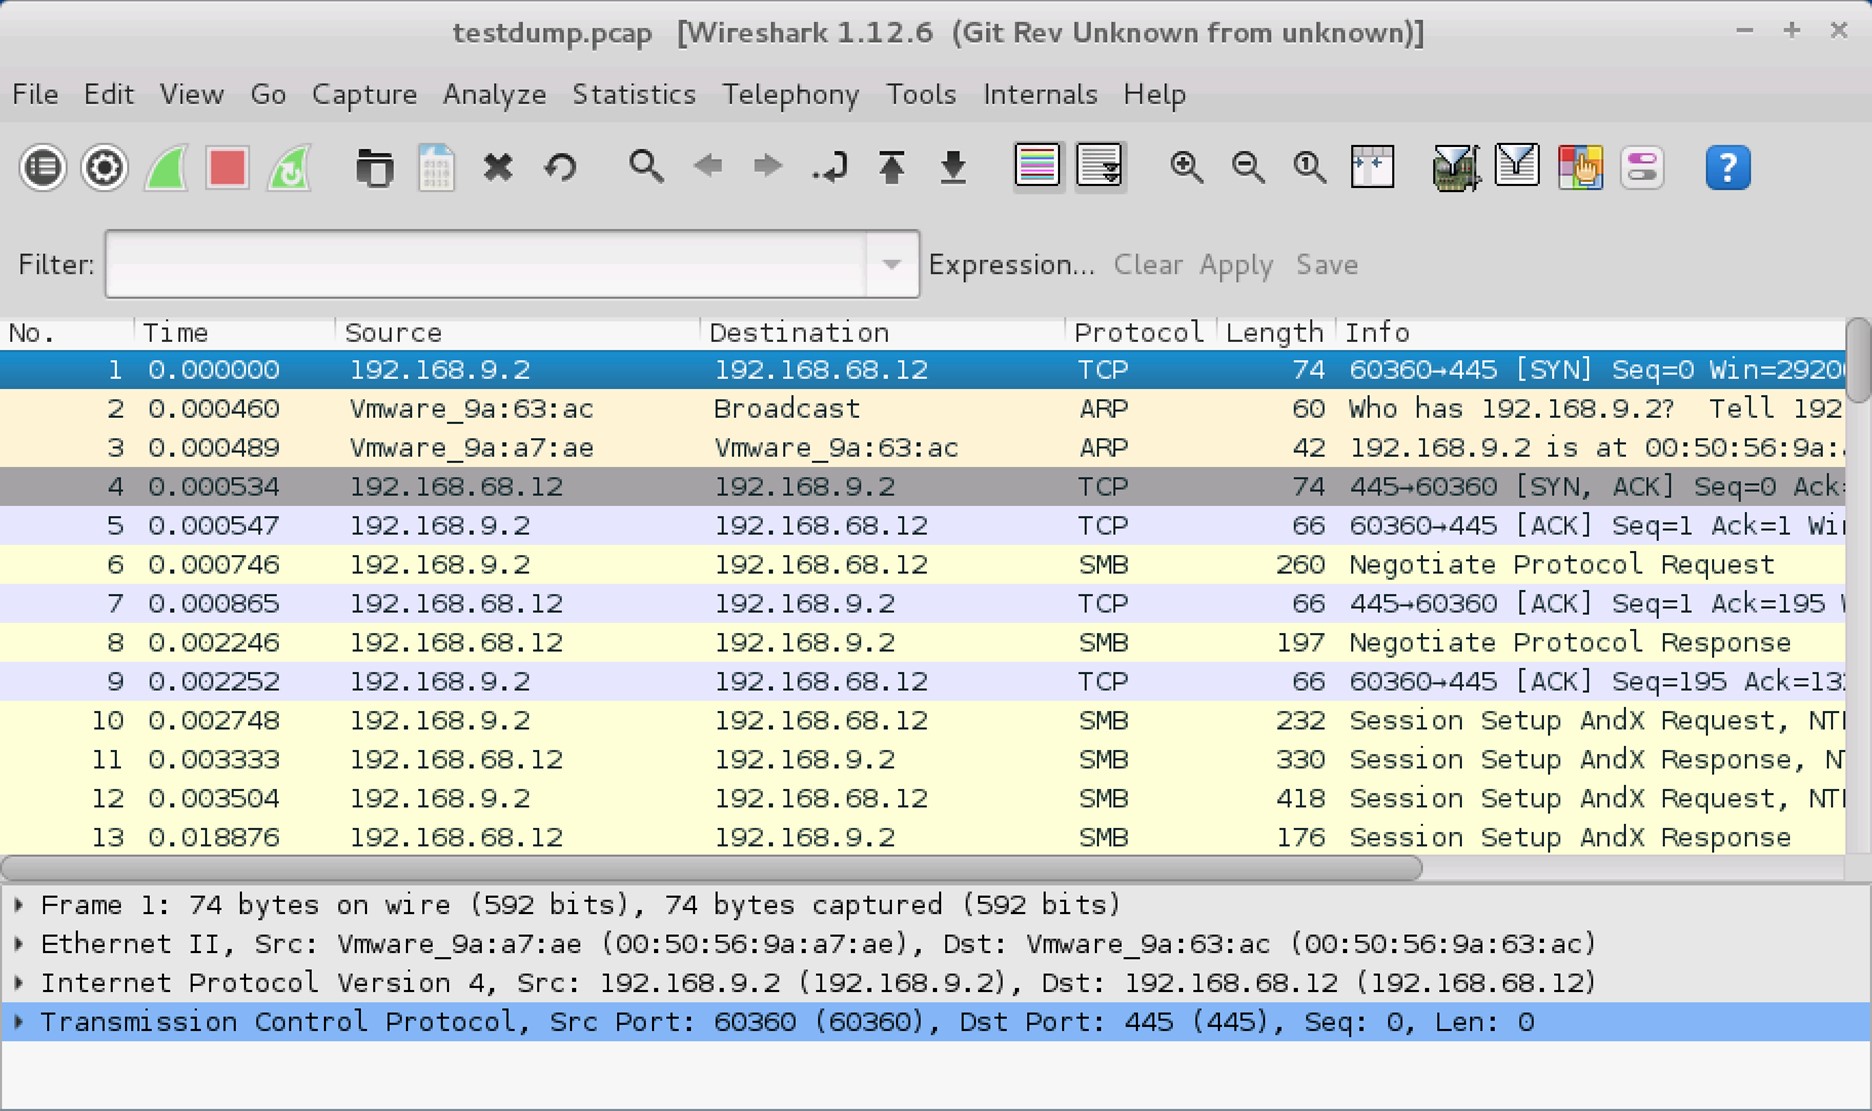 testdump.pcap [Wireshark 1.12.6 (Git Rev Unknown from unknown)]
File Edit View Go Capture Analyze Statistics Telephony Tools Internals Help
Filter: Expression... Clear Apply Save
No. Time Source Destination Protocol Length Info
1 0.000000 192.168.9.2 192.168.68.12 TCP 74 60360→445 [SYN] Seq=0 Win=2920
2 0.000460 Vmware_9a:63:ac Broadcast ARP 60 Who has 192.168.9.2? Tell 192
3 0.000489 Vmware_9a:a7:ae Vmware_9a:63:ac ARP 42 192.168.9.2 is at 00:50:56:9a:
4 0.000534 192.168.68.12 192.168.9.2 TCP 74 445→60360 [SYN, ACK] Seq=0 Ack
5 0.000547 192.168.9.2 192.168.68.12 TCP 66 60360→445 [ACK] Seq=1 Ack=1 Wi
6 0.000746 192.168.9.2 192.168.68.12 SMB 260 Negotiate Protocol Request
7 0.000865 192.168.68.12 192.168.9.2 TCP 66 445→60360 [ACK] Seq=1 Ack=195
8 0.002246 192.168.68.12 192.168.9.2 SMB 197 Negotiate Protocol Response
9 0.002252 192.168.9.2 192.168.68.12 TCP 66 60360→445 [ACK] Seq=195 Ack=13
10 0.002748 192.168.9.2 192.168.68.12 SMB 232 Session Setup AndX Request, NT
11 0.003333 192.168.68.12 192.168.9.2 SMB 330 Session Setup AndX Response, N
12 0.003504 192.168.9.2 192.168.68.12 SMB 418 Session Setup AndX Request, NT
13 0.018876 192.168.68.12 192.168.9.2 SMB 176 Session Setup AndX Response
Frame 1: 74 bytes on wire (592 bits), 74 bytes captured (592 bits)
Ethernet II, Src: Vmware_9a:a7:ae (00:50:56:9a:a7:ae), Dst: Vmware_9a:63:ac (00:50:56:9a:63:ac)
Internet Protocol Version 4, Src: 192.168.9.2 (192.168.9.2), Dst: 192.168.68.12 (192.168.68.12)
Transmission Control Protocol, Src Port: 60360 (60360), Dst Port: 445 (445), Seq: 0, Len: 0